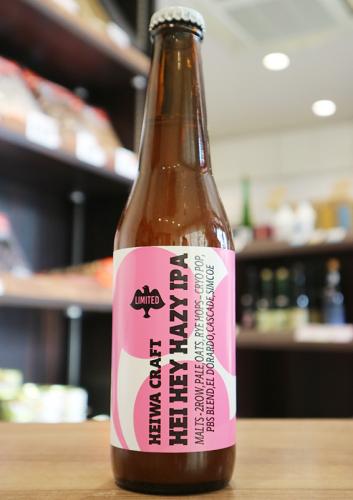 LIMITED
HEIWA CRAFT
HEI HEY HAZY IPA
MALTS-2ROW, PALE, OATS, RYE HOPS-CRYO POP,
PBS BLEND, EL DORARDO, CASCADE, SIMCOE